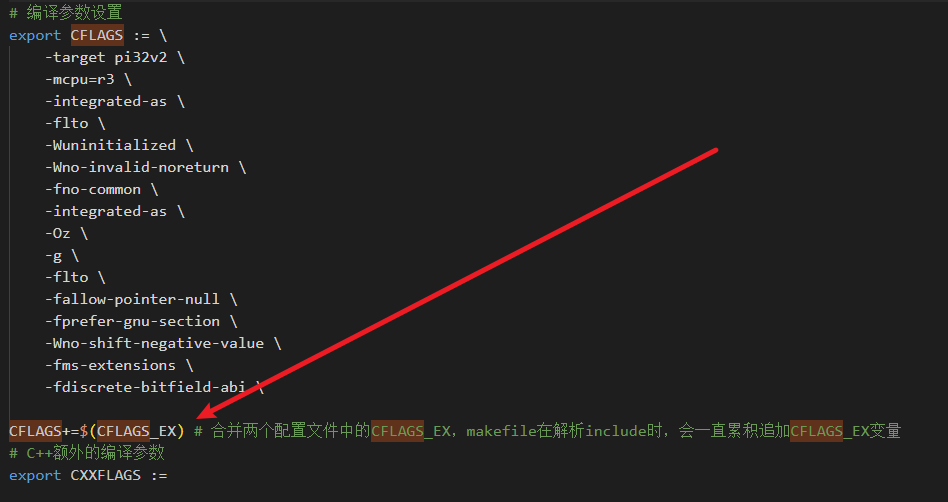 # 编译参数设置
export CFLAGS := \
-target pi32v2 \
-mcpu=r3 \
-integrated-as \
-flto \
-Wuninitialized \
-Wno-invalid-noreturn \
-fno-common \
-integrated-as \
-Oz \
-g \
-flto \
-fallow-pointer-null \
-fprefer-gnu-section \
-Wno-shift-negative-value \
-fms-extensions \
-fdiscrete-bitfield-abi \
CFLAGS+=$(CFLAGS_EX) # 合并两个配置文件中的CFLAGS_EX，makefile在解析include时，会一直累积追加CFLAGS_EX变量
# C++额外的编译参数
export CXXFLAGS :=